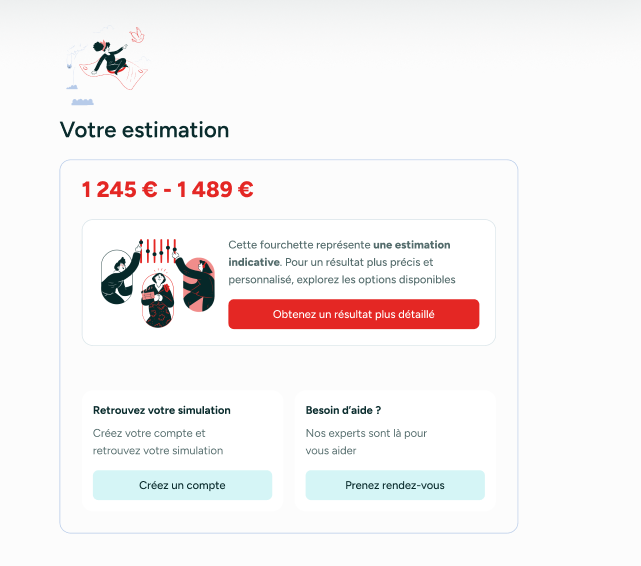 Votre estimation
1 245 € - 1 489 €
Cette fourchette représente une estimation
indicative. Pour un résultat plus précis et
personnalisé, explorez les options disponibles
Obtenez un résultat plus détaillé
Retrouvez votre simulation
Créez votre compte et
retrouvez votre simulation
Créez un compte
Besoin d’aide ?
Nos experts sont là pour
vous aider
Prenez rendez-vous